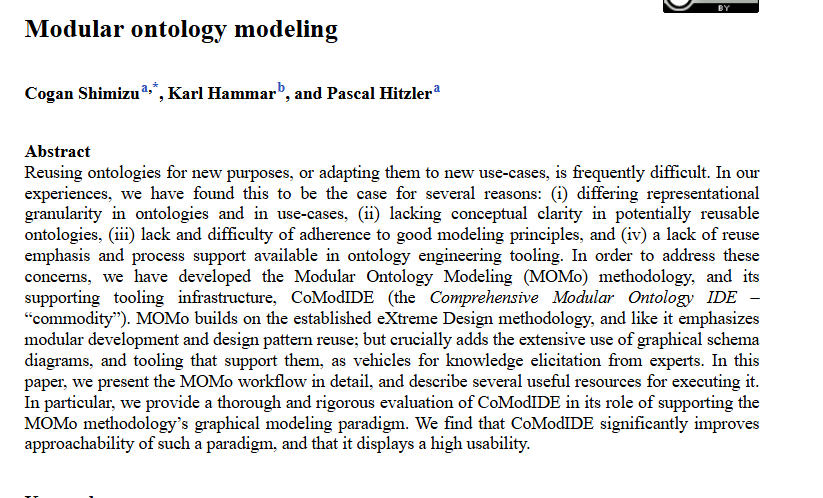 BY
Modular ontology modeling
Cogan Shimizu a,*, Karl Hammar b, and Pascal Hitzler a
Abstract
Reusing ontologies for new purposes, or adapting them to new use-cases, is frequently difficult. In our
experiences, we have found this to be the case for several reasons: (i) differing representational
granularity in ontologies and in use-cases, (ii) lacking conceptual clarity in potentially reusable
ontologies, (iii) lack and difficulty of adherence to good modeling principles, and (iv) a lack of reuse
emphasis and process support available in ontology engineering tooling. In order to address these
concerns, we have developed the Modular Ontology Modeling (MOMo) methodology, and its
supporting tooling infrastructure, CoModIDE (the Comprehensive Modular Ontology IDE –
“commodity”). MOMo builds on the established eXtreme Design methodology, and like it emphasizes
modular development and design pattern reuse; but crucially adds the extensive use of graphical schema
diagrams, and tooling that support them, as vehicles for knowledge elicitation from experts. In this
paper, we present the MOMo workflow in detail, and describe several useful resources for executing it.
In particular, we provide a thorough and rigorous evaluation of CoModIDE in its role of supporting the
MOMo methodology’s graphical modeling paradigm. We find that CoModIDE significantly improves
approachability of such a paradigm, and that it displays a high usability.